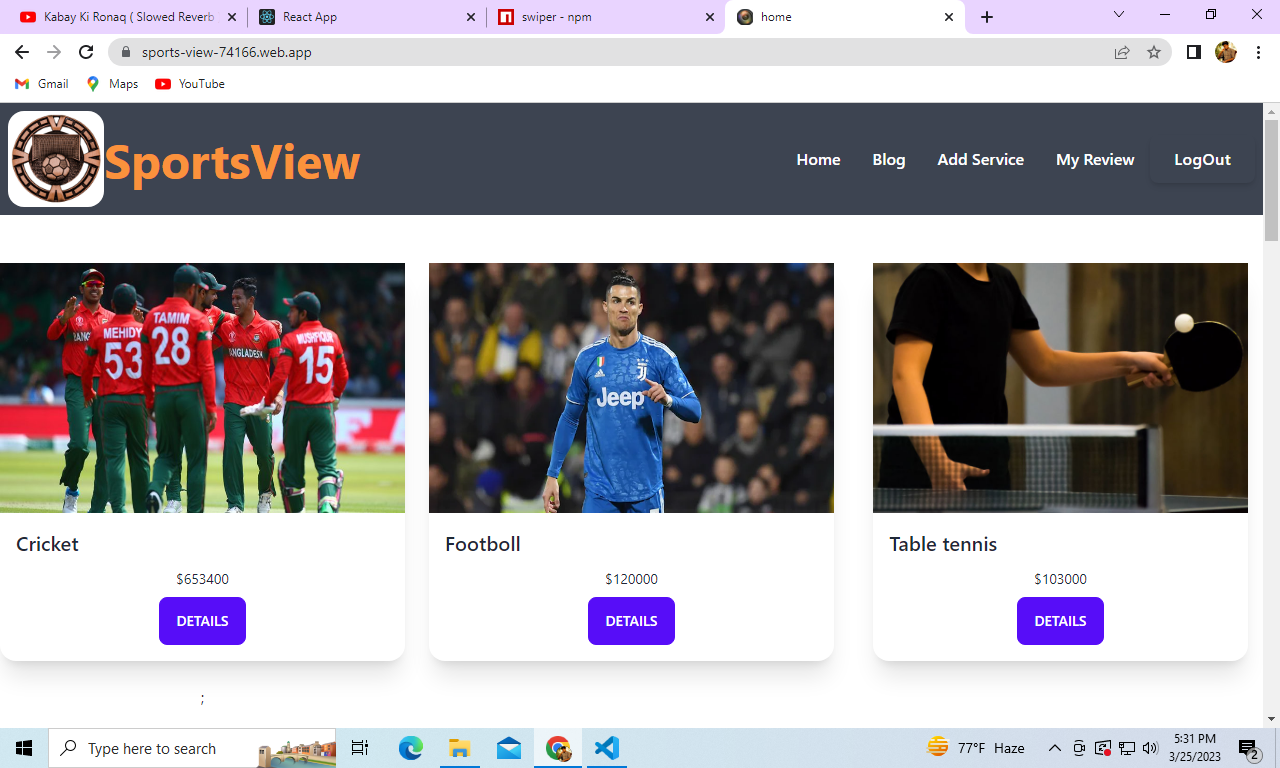 Kabay Ki Ronaq ( Slowed Reverb
React App
swiper - npm
home
sports-view-74166.web.app
Gmail
Maps
YouTube
SportsView
Home
Blog
Add Service
My Review
LogOut
MEHIDY
53
TAMIM
28
BANGLADESH
MUSHFIQUR
15
Jeep
Cricket
Footboll
Table tennis
$653400
$120000
$103000
DETAILS
DETAILS
DETAILS
;
Type here to search
77°F Haze
5:31 PM
3/25/2023
2